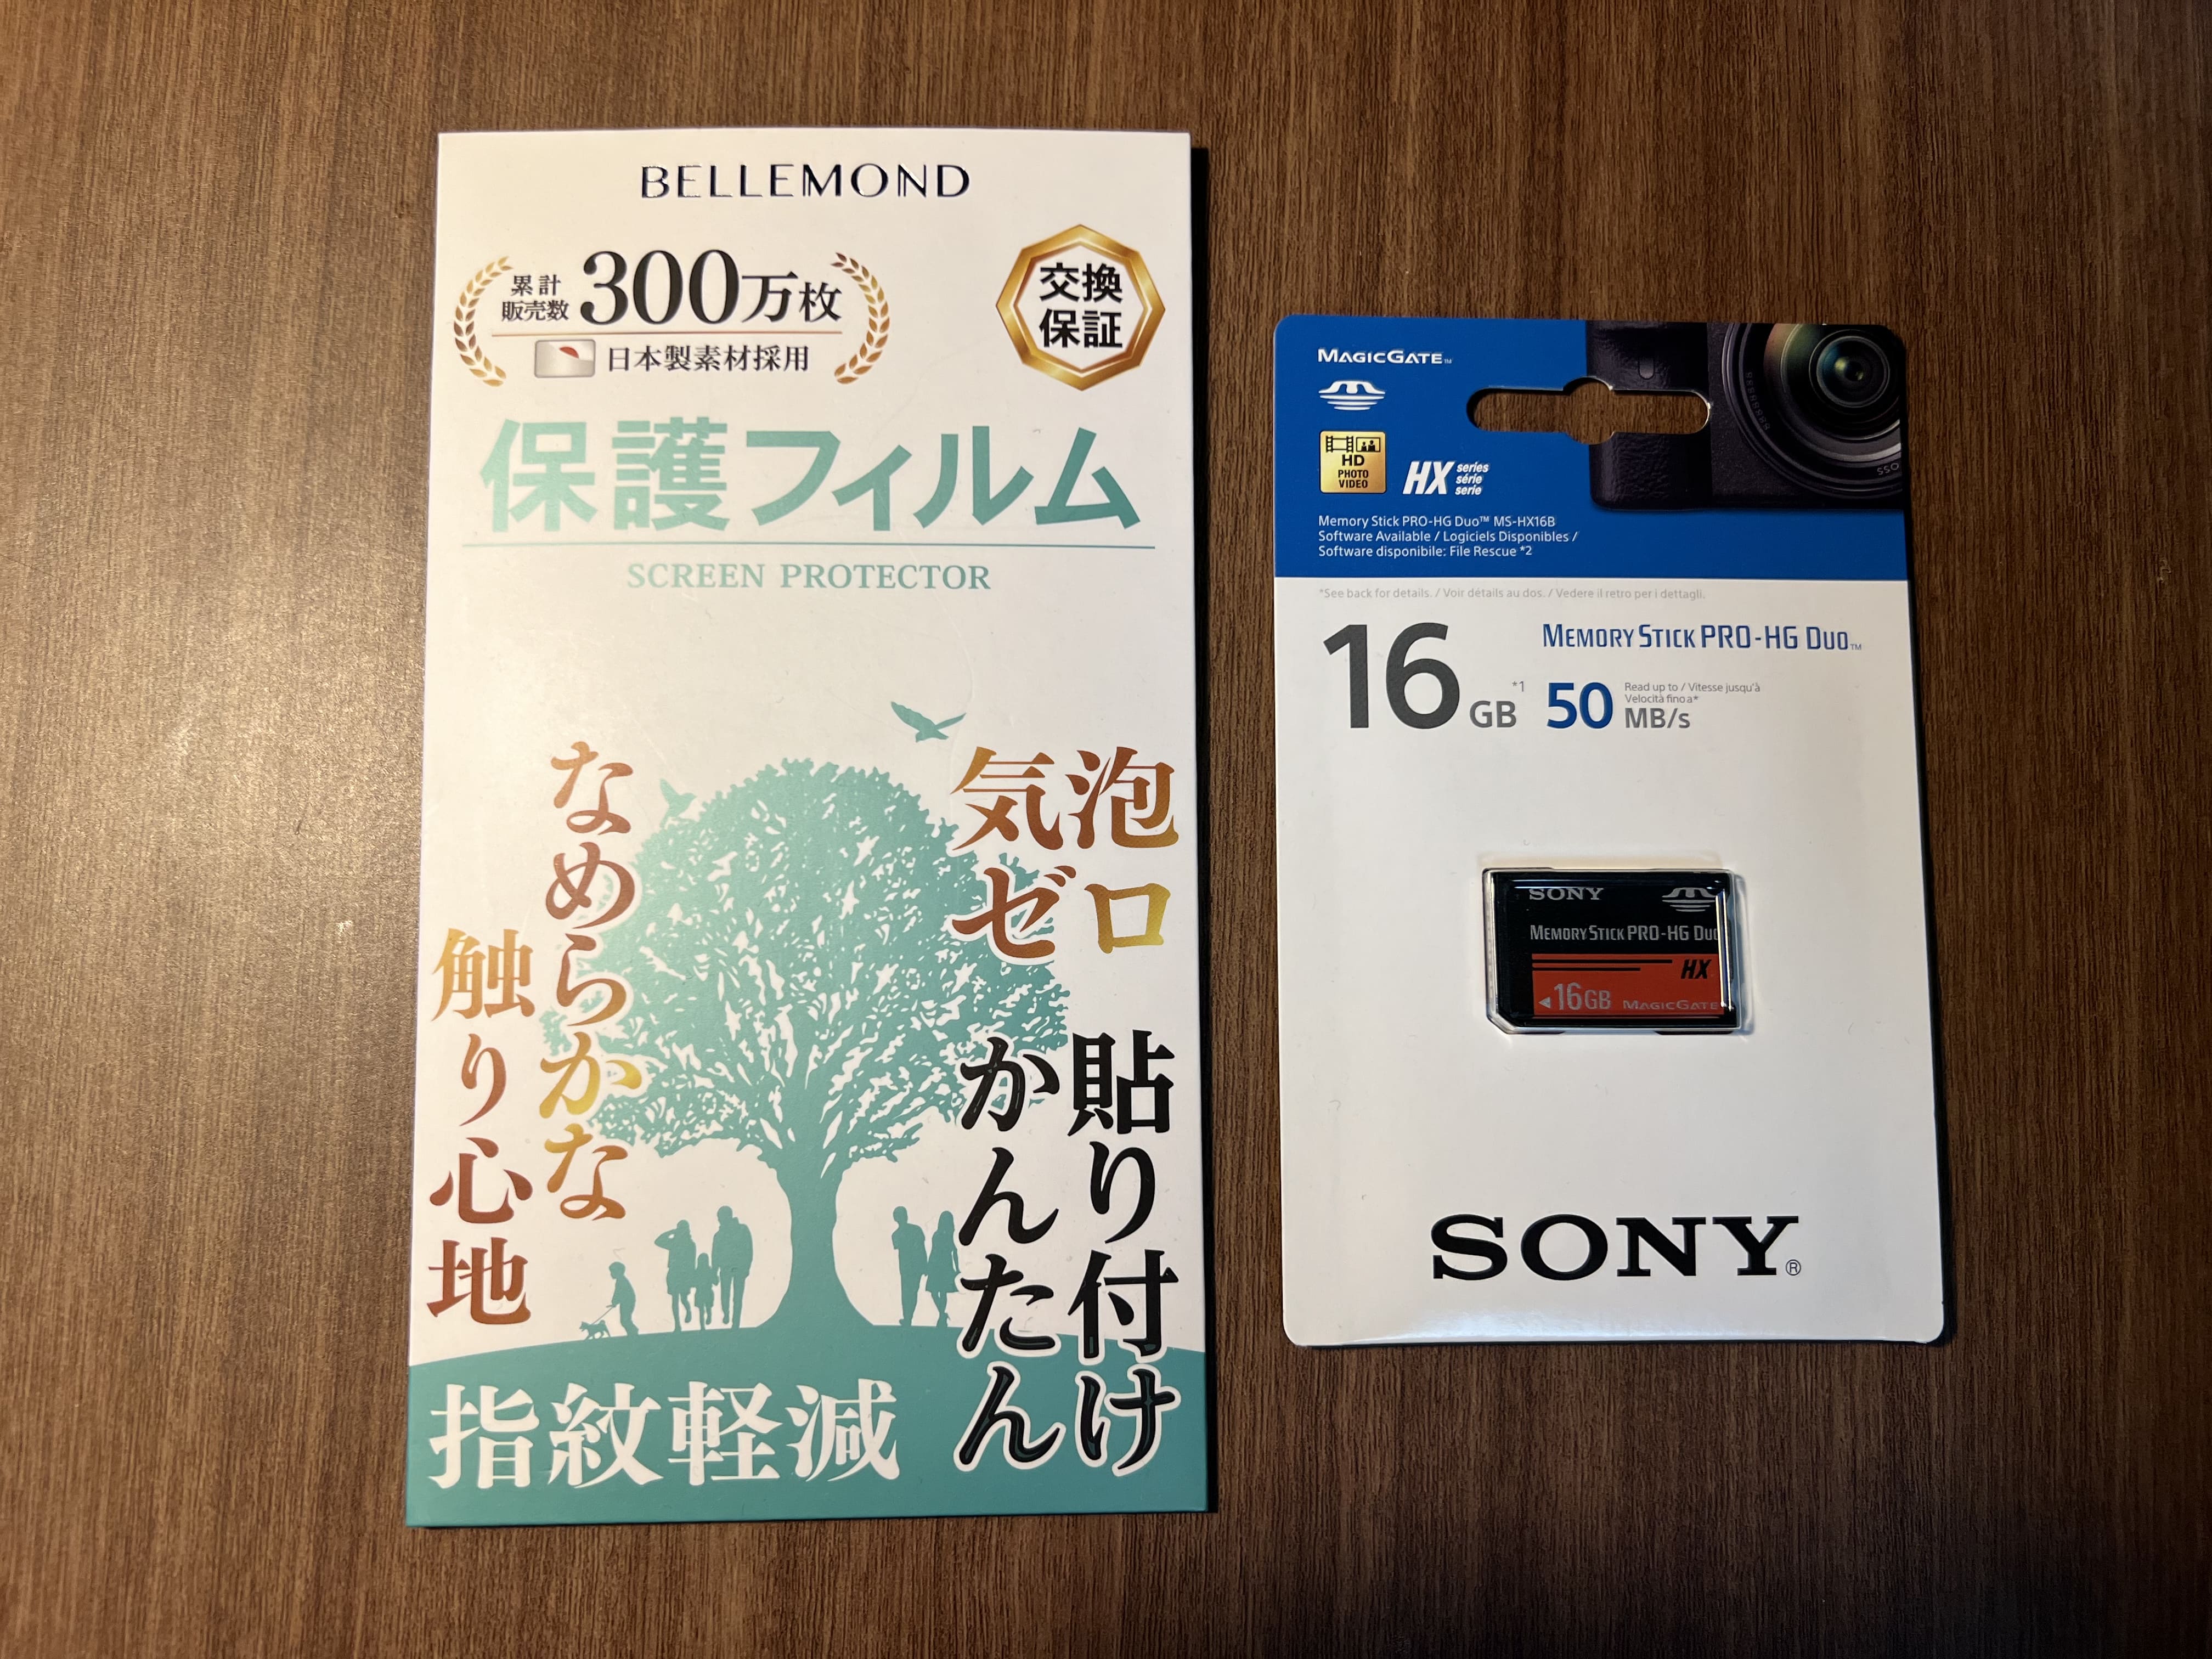 BELLEMOND
累計
販売数
300万枚
日本製素材採用
交換
保証
保護フィルム
SCREEN PROTECTOR
気泡
ゼロ
貼り付け
かんたん
なめらかな
触り心地
指紋軽減
MAGICGATE™
HD
PHOTO
VIDEO
HX series
série
serie
Memory Stick PRO-HG Duo™ MS-HX16B
Software Available / Logiciels Disponibles /
Software disponibile: File Rescue *2
OSS
*See back for details. / Voir détails au dos. / Vedere il retro per i dettagli.
16 GB *1
MEMORY STICK PRO-HG DUO™
50 MB/s
Read up to / Vitesse jusqu'à
Velocità fino a*
SONY
MEMORY STICK PRO-HG DUO
HX
◄16GB MAGICGATE
SONY®